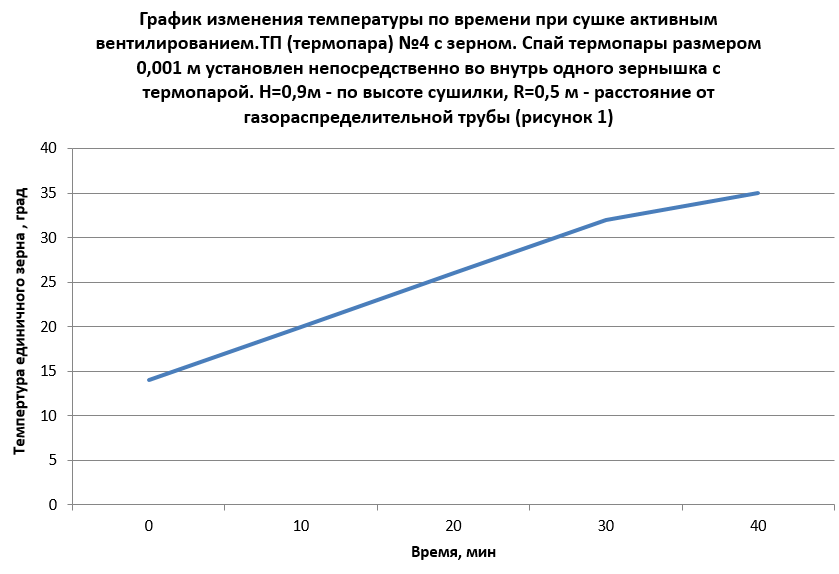 График изменения температуры по времени при сушке активным
вентилированием.ТП (термопара) №4 с зерном. Спай термопары размером
0,001 м установлен непосредственно во внутрь одного зернышка с
термопарой. Н=0,9м - по высоте сушилки, R=0,5 м - расстояние от
газораспределительной трубы (рисунок 1)
Темпертура единичного зерна , град
40
35
30
25
20
15
10
5
0
0 10 20 30 40
Время, мин